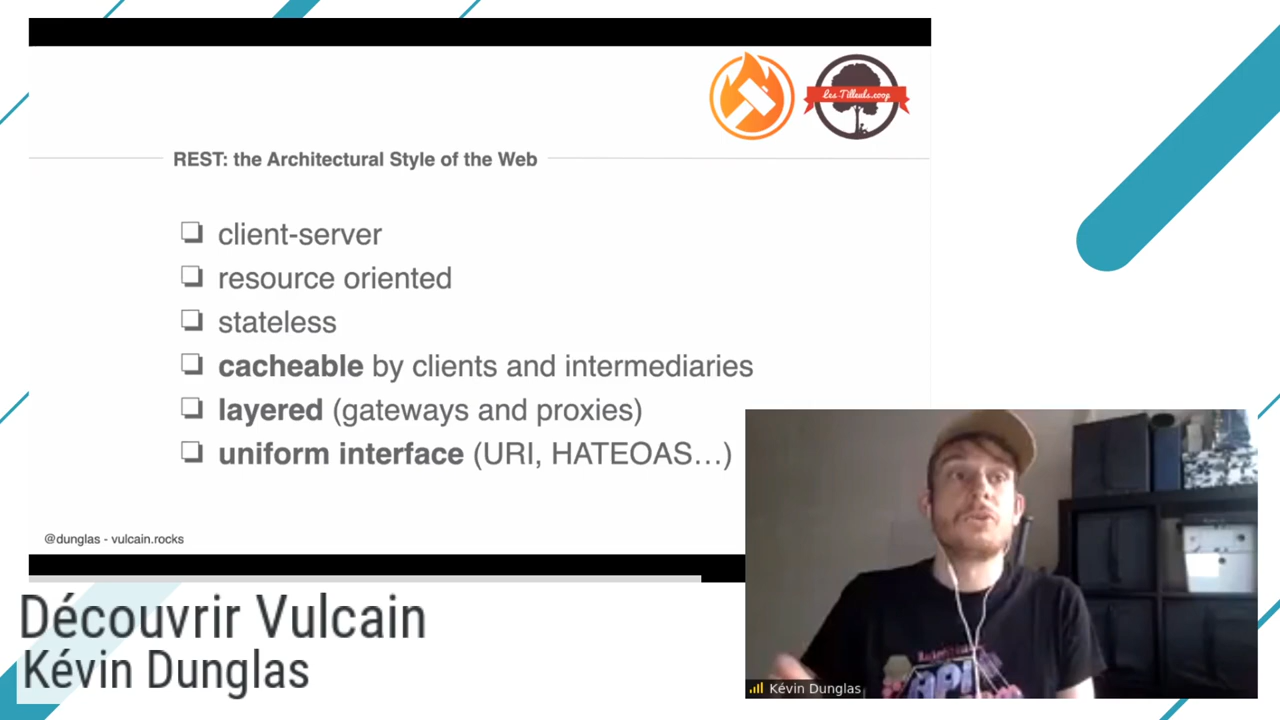 Les-Tilleuls.coop
REST: the Architectural Style of the Web
client-server
resource oriented
stateless
cacheable by clients and intermediaries
layered (gateways and proxies)
uniform interface (URI, HATEOAS…)
@dunglas - vulcain.rocks
Découvrir Vulcain
Kévin Dunglas
Kévin Dunglas